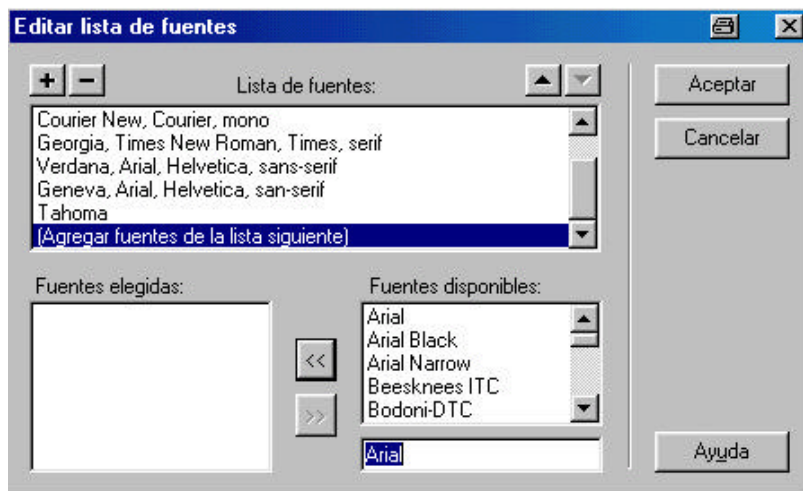 Editar lista de fuentes
+ −
Lista de fuentes:
Aceptar
Courier New, Courier, mono
Georgia, Times New Roman, Times, serif
Verdana, Arial, Helvetica, sans-serif
Geneva, Arial, Helvetica, san-serif
Tahoma
(Agregar fuentes de la lista siguiente)
Cancelar
Fuentes elegidas:
Fuentes disponibles:
Arial
Arial Black
Arial Narrow
Beesknees ITC
Bodoni-DTC
<<
>>
Arial
Ayuda